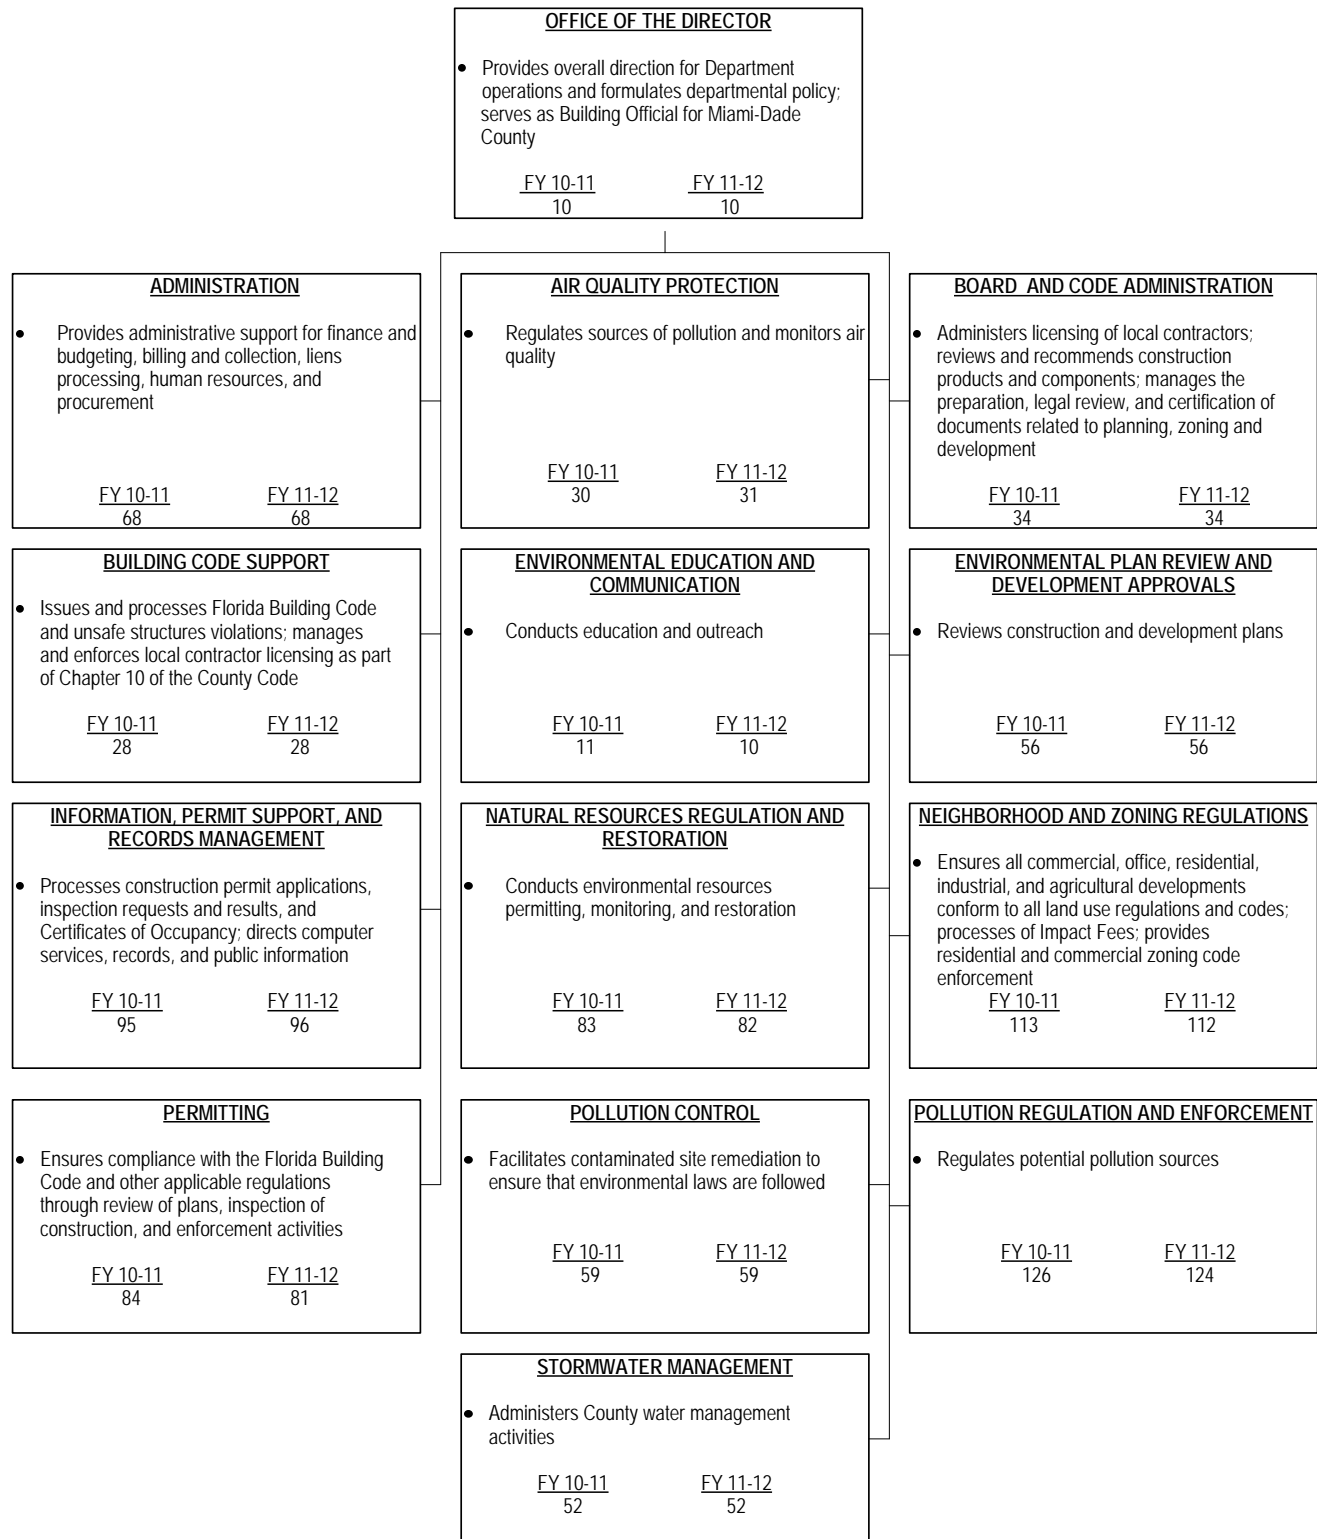 OFFICE OF THE DIRECTOR
• Provides overall direction for Department
operations and formulates departmental policy;
serves as Building Official for Miami-Dade
County
FY 10-11 FY 11-12
10 10
ADMINISTRATION
• Provides administrative support for finance and
budgeting, billing and collection, liens
processing, human resources, and
procurement
FY 10-11 FY 11-12
68 68
AIR QUALITY PROTECTION
• Regulates sources of pollution and monitors air
quality
FY 10-11 FY 11-12
30 31
BOARD AND CODE ADMINISTRATION
• Administers licensing of local contractors;
reviews and recommends construction
products and components; manages the
preparation, legal review, and certification of
documents related to planning, zoning and
development
FY 10-11 FY 11-12
34 34
BUILDING CODE SUPPORT
• Issues and processes Florida Building Code
and unsafe structures violations; manages
and enforces local contractor licensing as part
of Chapter 10 of the County Code
FY 10-11 FY 11-12
28 28
ENVIRONMENTAL EDUCATION AND
COMMUNICATION
• Conducts education and outreach
FY 10-11 FY 11-12
11 10
ENVIRONMENTAL PLAN REVIEW AND
DEVELOPMENT APPROVALS
• Reviews construction and development plans
FY 10-11 FY 11-12
56 56
INFORMATION, PERMIT SUPPORT, AND
RECORDS MANAGEMENT
• Processes construction permit applications,
inspection requests and results, and
Certificates of Occupancy; directs computer
services, records, and public information
FY 10-11 FY 11-12
95 96
NATURAL RESOURCES REGULATION AND
RESTORATION
• Conducts environmental resources
permitting, monitoring, and restoration
FY 10-11 FY 11-12
83 82
NEIGHBORHOOD AND ZONING REGULATIONS
• Ensures all commercial, office, residential,
industrial, and agricultural developments
conform to all land use regulations and codes;
processes of Impact Fees; provides
residential and commercial zoning code
enforcement
FY 10-11 FY 11-12
113 112
PERMITTING
• Ensures compliance with the Florida Building
Code and other applicable regulations
through review of plans, inspection of
construction, and enforcement activities
FY 10-11 FY 11-12
84 81
POLLUTION CONTROL
• Facilitates contaminated site remediation to
ensure that environmental laws are followed
FY 10-11 FY 11-12
59 59
POLLUTION REGULATION AND ENFORCEMENT
• Regulates potential pollution sources
FY 10-11 FY 11-12
126 124
STORMWATER MANAGEMENT
• Administers County water management
activities
FY 10-11 FY 11-12
52 52